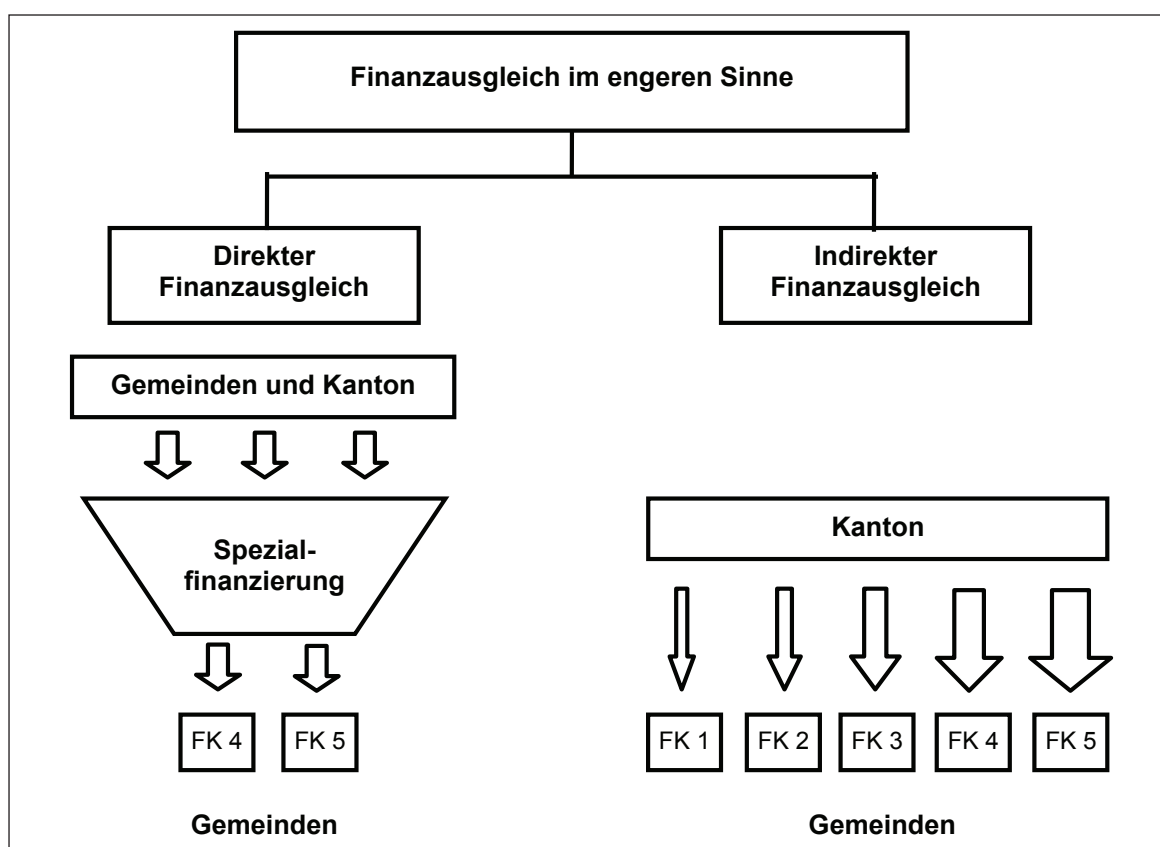 Finanzausgleich im engeren Sinne
Direkter
Finanzausgleich
Indirekter
Finanzausgleich
Gemeinden und Kanton
Spezial-
finanzierung
Kanton
FK 4
FK 5
FK 1
FK 2
FK 3
FK 4
FK 5
Gemeinden
Gemeinden